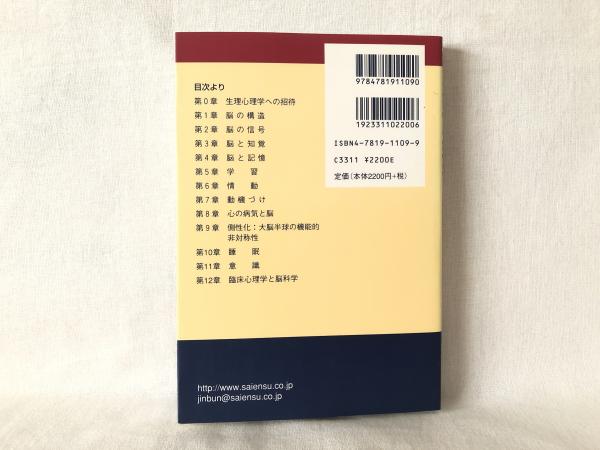 9784781911090
1923311022006
ISBN4-7819-1109-9
C3311 ¥2200E
定価(本体2200円+税)
目次より
第0章 生理心理学への招待
第1章 脳の構造
第2章 脳の信号
第3章 脳と知覚
第4章 脳と記憶
第5章 学習
第6章 情動
第7章 動機づけ
第8章 心の病気と脳
第9章 側性化:大脳半球の機能的
非対称性
第10章 睡眠
第11章 意識
第12章 臨床心理学と脳科学
http://www.saiensu.co.jp
jinbun@saiensu.co.jp